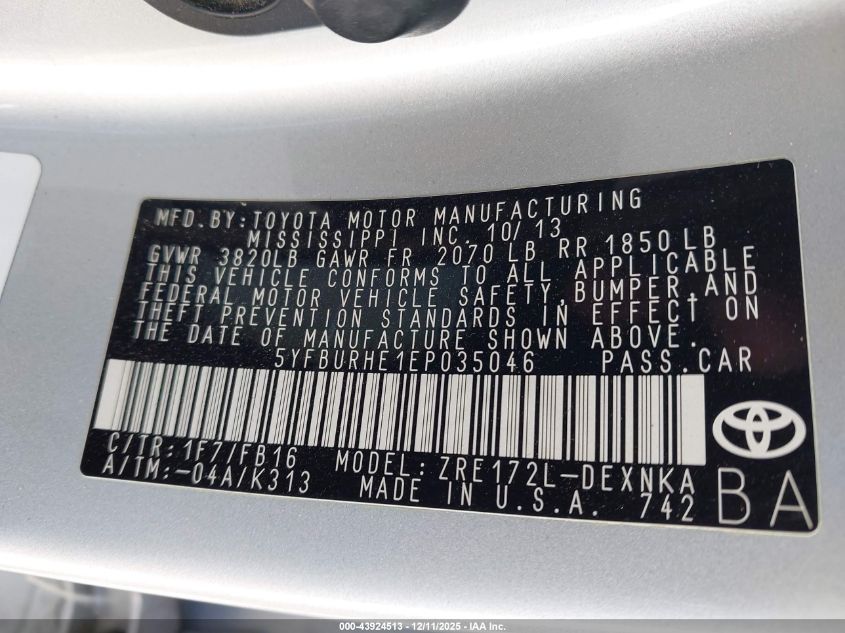 MFD. BY: TOYOTA MOTOR MANUFACTURING
MISSISSIPPI INC. 10/13
GVWR 3820LB GAWR FR 2070 LB RR 1850 LB
THIS VEHICLE CONFORMS TO ALL APPLICABLE
FEDERAL MOTOR VEHICLE SAFETY, BUMPER, AND
THEFT PREVENTION STANDARDS IN EFFECT ON
THE DATE OF MANUFACTURE SHOWN ABOVE.
5YFBURHE1EP035046 PASS. CAR
C/TR: 1F7/FB16 MODEL: ZRE172L-DEXNKA
A/TM: -04A/K313 MADE IN U.S.A. 742
BA
000-43924513 - 12/11/2025 - IAA Inc.